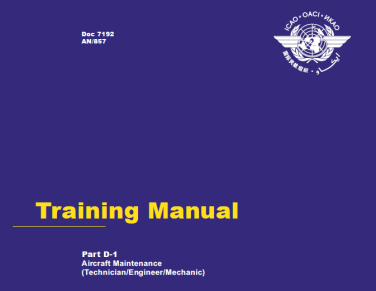 Doc 7192
AN/857
ICAO • OACI • ИКАО
Training Manual
Part D-1
Aircraft Maintenance
(Technician/Engineer/Mechanic)